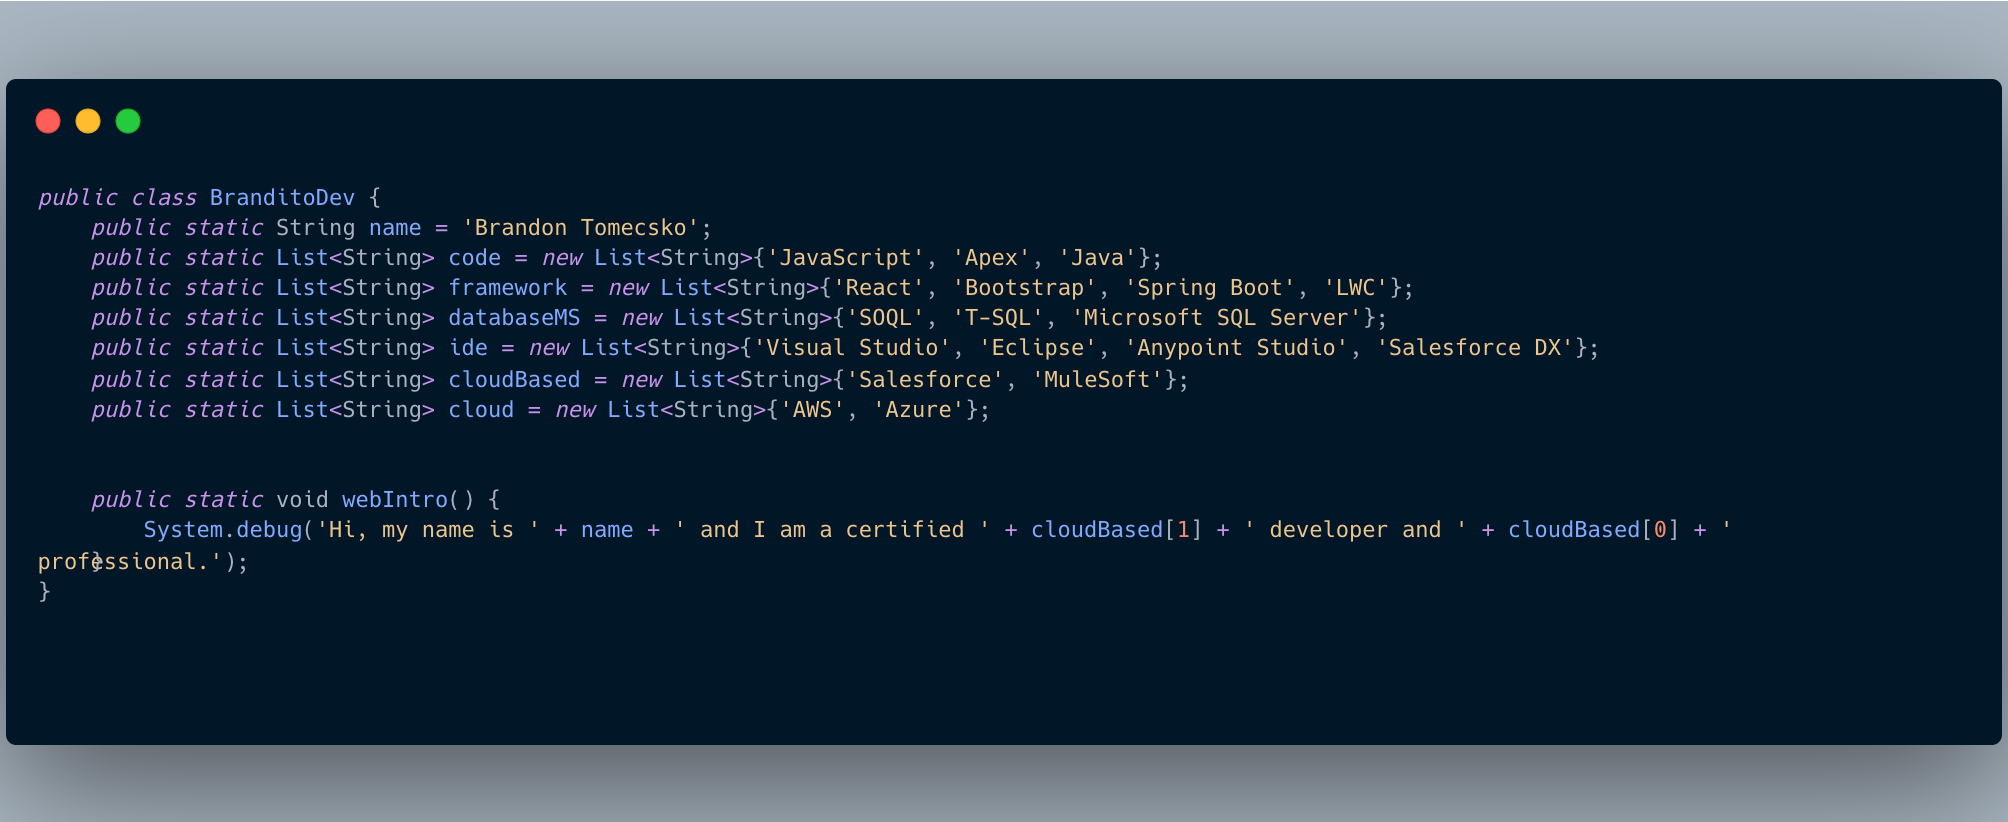 public class BranditoDev {
    public static String name = 'Brandon Tomecsko';
    public static List<String> code = new List<String>{'JavaScript', 'Apex', 'Java'};
    public static List<String> framework = new List<String>{'React', 'Bootstrap', 'Spring Boot', 'LWC'};
    public static List<String> databaseMS = new List<String>{'SOQL', 'T-SQL', 'Microsoft SQL Server'};
    public static List<String> ide = new List<String>{'Visual Studio', 'Eclipse', 'Anypoint Studio', 'Salesforce DX'};
    public static List<String> cloudBased = new List<String>{'Salesforce', 'MuleSoft'};
    public static List<String> cloud = new List<String>{'AWS', 'Azure'};
    public static void webIntro() {
        System.debug('Hi, my name is ' + name + ' and I am a certified ' + cloudBased[1] + ' developer and ' + cloudBased[0] + '
professional.');
    }
}